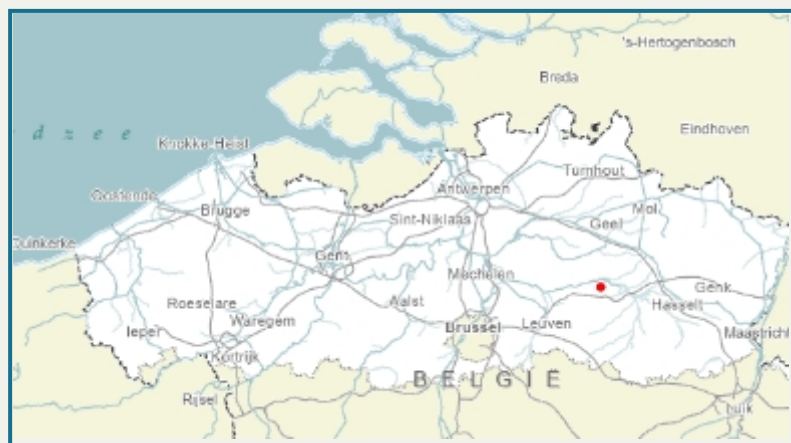 's-Hertogenbosch
Breda
d z e e
Eindhoven
Knokke-Heist
Turnhout
Oostende
Antwerpen
Mol
Brugge
Sint-Niklaas
Geel
Duinkerke
Gent
Mechelen
Genk
Roeselare
Aalst
Hasselt
Ieper
Waregem
Brussel
Leuven
Maastricht
Kortrijk
BELGIË
Rijsel
Luik